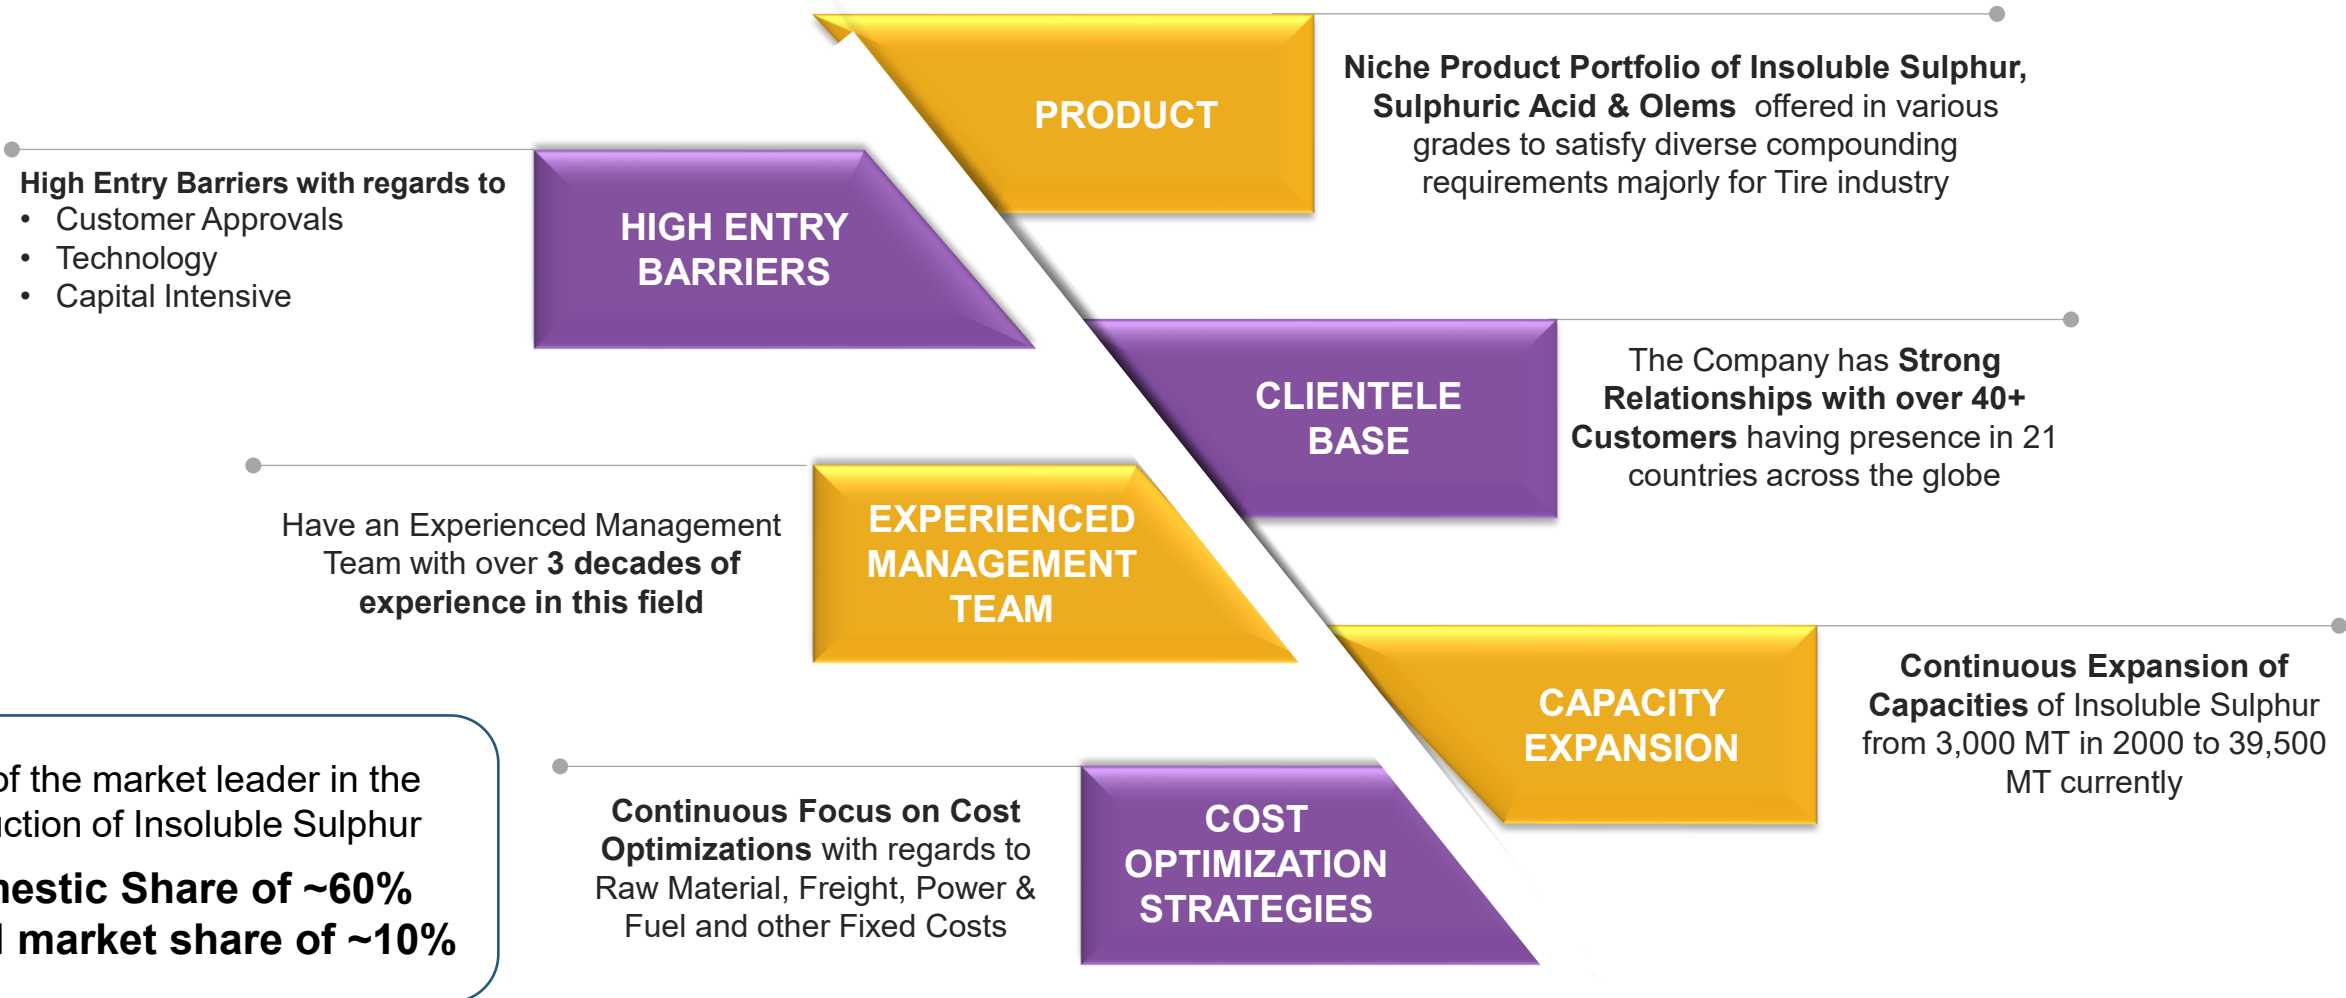 PRODUCT
Niche Product Portfolio of Insoluble Sulphur,
Sulphuric Acid & Olems offered in various
grades to satisfy diverse compounding
requirements majorly for Tire industry
High Entry Barriers with regards to
• Customer Approvals
• Technology
• Capital Intensive
HIGH ENTRY
BARRIERS
CLIENTELE
BASE
The Company has Strong
Relationships with over 40+
Customers having presence in 21
countries across the globe
Have an Experienced Management
Team with over 3 decades of
experience in this field
EXPERIENCED
MANAGEMENT
TEAM
CAPACITY
EXPANSION
Continuous Expansion of
Capacities of Insoluble Sulphur
from 3,000 MT in 2000 to 39,500
MT currently
of the market leader in the
of Insoluble Sulphur
Share of ~60%
market share of ~10%
Continuous Focus on Cost
Optimizations with regards to
Raw Material, Freight, Power &
Fuel and other Fixed Costs
COST
OPTIMIZATION
STRATEGIES